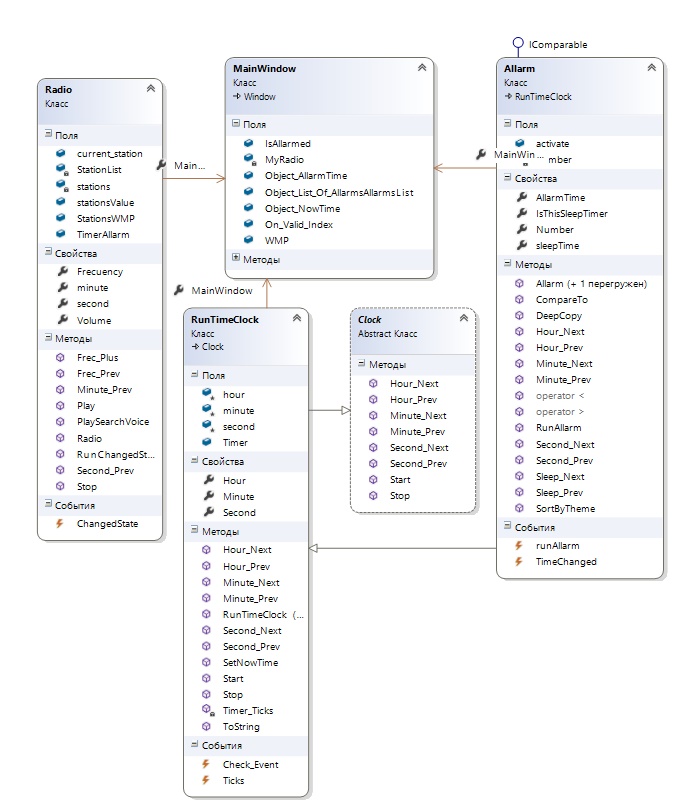 IComparable
Radio
Класс
Поля
current_station
StationList
stations
stationsValue
StationsWMP
TimerAllarm
Свойства
Frecuency
minute
second
Volume
Методы
Frec_Plus
Frec_Prev
Minute_Prev
Play
PlaySearchVoice
Radio
RunChangedSt...
Second_Prev
Stop
События
ChangedState
Main...
MainWindow
Класс
Window
Поля
IsAllarmed
MyRadio
Object_AllarmTime
Object_List_Of_AllarmsAllarmsList
Object_NowTime
On_Valid_Index
WMP
Методы
MainWindow
RunTimeClock
Класс
Clock
Поля
hour
minute
second
Timer
Свойства
Hour
Minute
Second
Методы
Hour_Next
Hour_Prev
Minute_Next
Minute_Prev
RunTimeClock (...
Second_Next
Second_Prev
SetNowTime
Start
Stop
Timer_Ticks
ToString
События
Check_Event
Ticks
Clock
Abstract Класс
Методы
Hour_Next
Hour_Prev
Minute_Next
Minute_Prev
Second_Next
Second_Prev
Start
Stop
Allarm
Класс
RunTimeClock
Поля
activate
MainWin...
mber
Свойства
AllarmTime
IsThisSleepTimer
Number
sleepTime
Методы
Allarm (+ 1 перегружен)
CompareTo
DeepCopy
Hour_Next
Hour_Prev
Minute_Next
Minute_Prev
operator <
operator >
RunAllarm
Second_Next
Second_Prev
Sleep_Next
Sleep_Prev
SortByTheme
События
runAllarm
TimeChanged